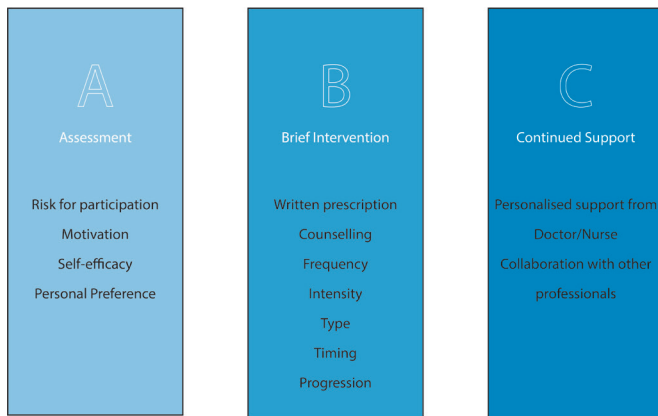 A
Assessment
Risk for participation
Motivation
Self-efficacy
Personal Preference
B
Brief Intervention
Written prescription
Counselling
Frequency
Intensity
Type
Timing
Progression
C
Continued Support
Personalised support from
Doctor/Nurse
Collaboration with other
professionals